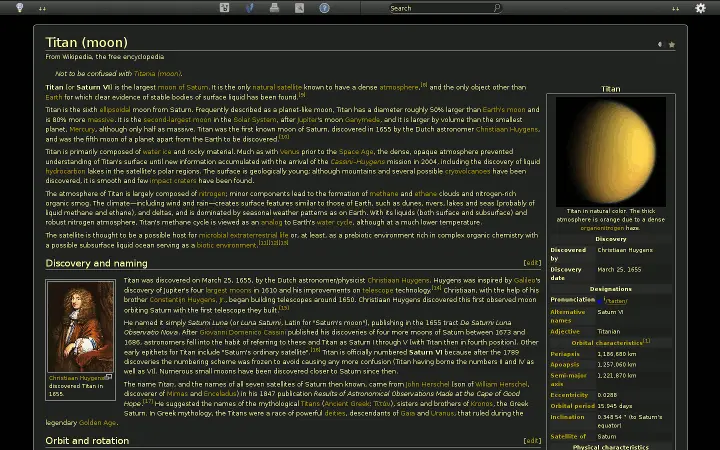 Search
Titan (moon)
From Wikipedia, the free encyclopedia
Not to be confused with Titania (moon).
Titan (or Saturn VI) is the largest moon of Saturn. It is the only natural satellite known to have a dense atmosphere,[6] and the only object other than
Earth for which clear evidence of stable bodies of surface liquid has been found.[9]
Titan is the sixth ellipsoidal moon from Saturn. Frequently described as a planet-like moon, Titan has a diameter roughly 50% larger than Earth's moon and
is 80% more massive. It is the second-largest moon in the Solar System, after Jupiter's moon Ganymede, and it is larger by volume than the smallest
planet, Mercury, although only half as massive. Titan was the first known moon of Saturn, discovered in 1655 by the Dutch astronomer Christiaan Huygens,
and was the fifth moon of a planet apart from the Earth to be discovered.[10]
Titan is primarily composed of water ice and rocky material. Much as with Venus prior to the Space Age, the dense, opaque atmosphere prevented
understanding of Titan's surface until new information accumulated with the arrival of the Cassini–Huygens mission in 2004, including the discovery of liquid
hydrocarbon lakes in the satellite's polar regions. The surface is geologically young; although mountains and several possible cryovolcanoes have been
discovered, it is smooth and few impact craters have been found.
The atmosphere of Titan is largely composed of nitrogen; minor components lead to the formation of methane and ethane clouds and nitrogen-rich
organic smog. The climate—including wind and rain—creates surface features similar to those of Earth, such as dunes, rivers, lakes and seas (probably of
liquid methane and ethane), and deltas, and is dominated by seasonal weather patterns as on Earth. With its liquids (both surface and subsurface) and
robust nitrogen atmosphere, Titan's methane cycle is viewed as an analog to Earth's water cycle, although at a much lower temperature.
The satellite is thought to be a possible host for microbial extraterrestrial life or, at least, as a prebiotic environment rich in complex organic chemistry with
a possible subsurface liquid ocean serving as a biotic environment.[11][12][13]
Discovery and naming
[edit]
Titan was discovered on March 25, 1655, by the Dutch astronomer/physicist Christiaan Huygens. Huygens was inspired by Galileo's
discovery of Jupiter's four largest moons in 1610 and his improvements on telescope technology.[14] Christiaan, with the help of his
brother Constantijn Huygens, Jr., began building telescopes around 1650. Christiaan Huygens discovered this first observed moon
orbiting Saturn with the first telescope they built.[15]
He named it simply Saturni Luna (or Luna Saturni, Latin for "Saturn's moon"), publishing in the 1655 tract De Saturni Luna
Observatio Nova. After Giovanni Domenico Cassini published his discoveries of four more moons of Saturn between 1673 and
1686, astronomers fell into the habit of referring to these and Titan as Saturn I through V (with Titan then in fourth position). Other
early epithets for Titan include "Saturn's ordinary satellite".[16] Titan is officially numbered Saturn VI because after the 1789
discoveries the numbering scheme was frozen to avoid causing any more confusion (Titan having borne the numbers II and IV as
well as VI). Numerous small moons have been discovered closer to Saturn since then.
The name Titan, and the names of all seven satellites of Saturn then known, came from John Herschel (son of William Herschel,
discoverer of Mimas and Enceladus) in his 1847 publication Results of Astronomical Observations Made at the Cape of Good
Hope.[17] He suggested the names of the mythological Titans (Ancient Greek: Τῑτάν), sisters and brothers of Kronos, the Greek
Saturn. In Greek mythology, the Titans were a race of powerful deities, descendants of Gaia and Uranus, that ruled during the
legendary Golden Age.
Christiaan Huygens
discovered Titan in
1655.
Orbit and rotation
[edit]
Titan
Titan in natural color. The thick
atmosphere is orange due to a dense
organonitrogen haze.
Discovery
Discovered by Christiaan Huygens
Discovery date March 25, 1655
Designations
Pronunciation /ˈtaɪtən/
Alternative names Saturn VI
Adjective Titanian
Orbital characteristics[1]
Periapsis 1,186,680 km
Apoapsis 1,257,060 km
Semi-major axis 1,221,870 km
Eccentricity 0.0288
Orbital period 15.945 days
Inclination 0.348 54 ° (to Saturn's equator)
Satellite of Saturn
Physical characteristics